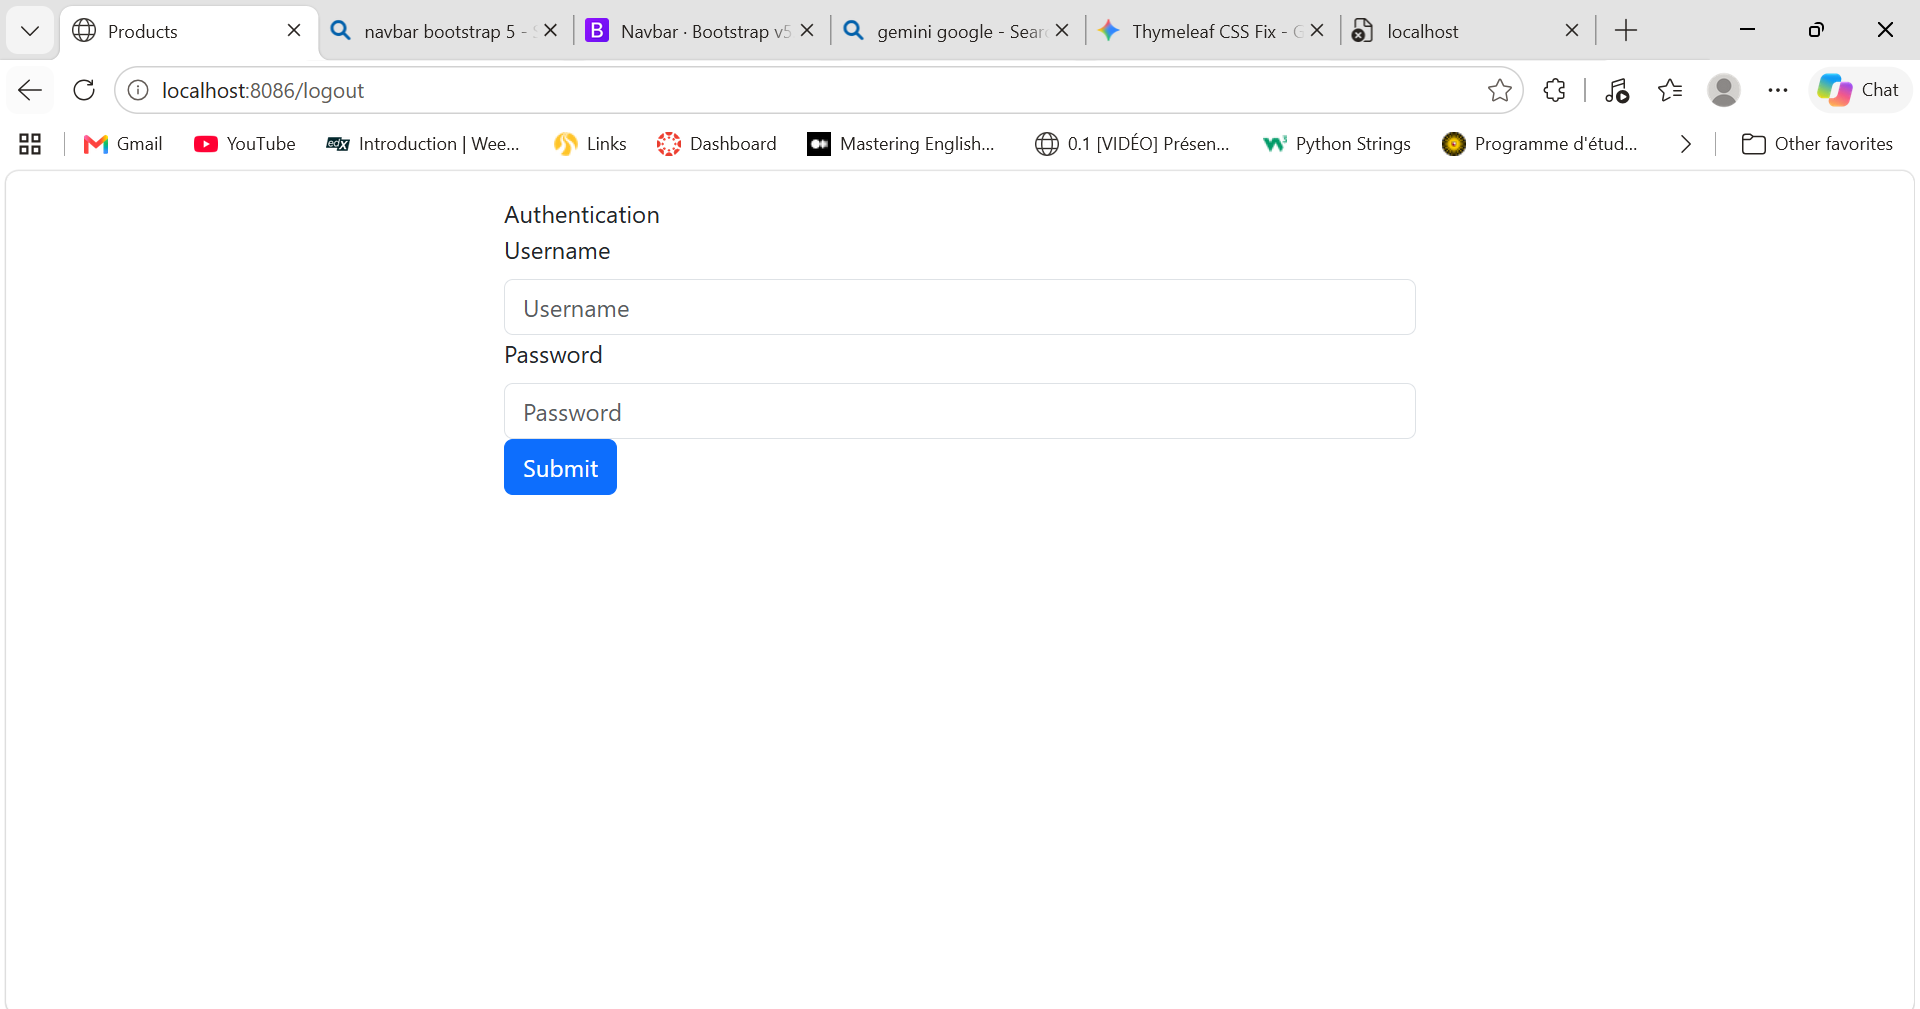 Products
navbar bootstrap 5 -
Navbar · Bootstrap v5
gemini google - Sear
Thymeleaf CSS Fix - G
localhost
localhost:8086/logout
Chat
Gmail
YouTube
edX
Introduction | Wee...
Links
Dashboard
Mastering English...
0.1 [VIDÉO] Présen...
Python Strings
Programme d'étud...
Other favorites
Authentication
Username
Username
Password
Password
Submit